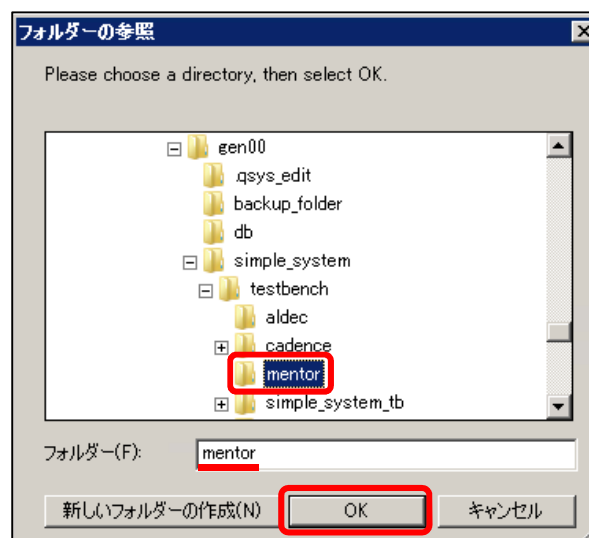 フォルダーの参照
Please choose a directory, then select OK.
gen00
.qsys_edit
backup_folder
db
simple_system
testbench
aldec
cadence
mentor
simple_system_tb
フォルダー(F): mentor
新しいフォルダーの作成(N) OK キャンセル